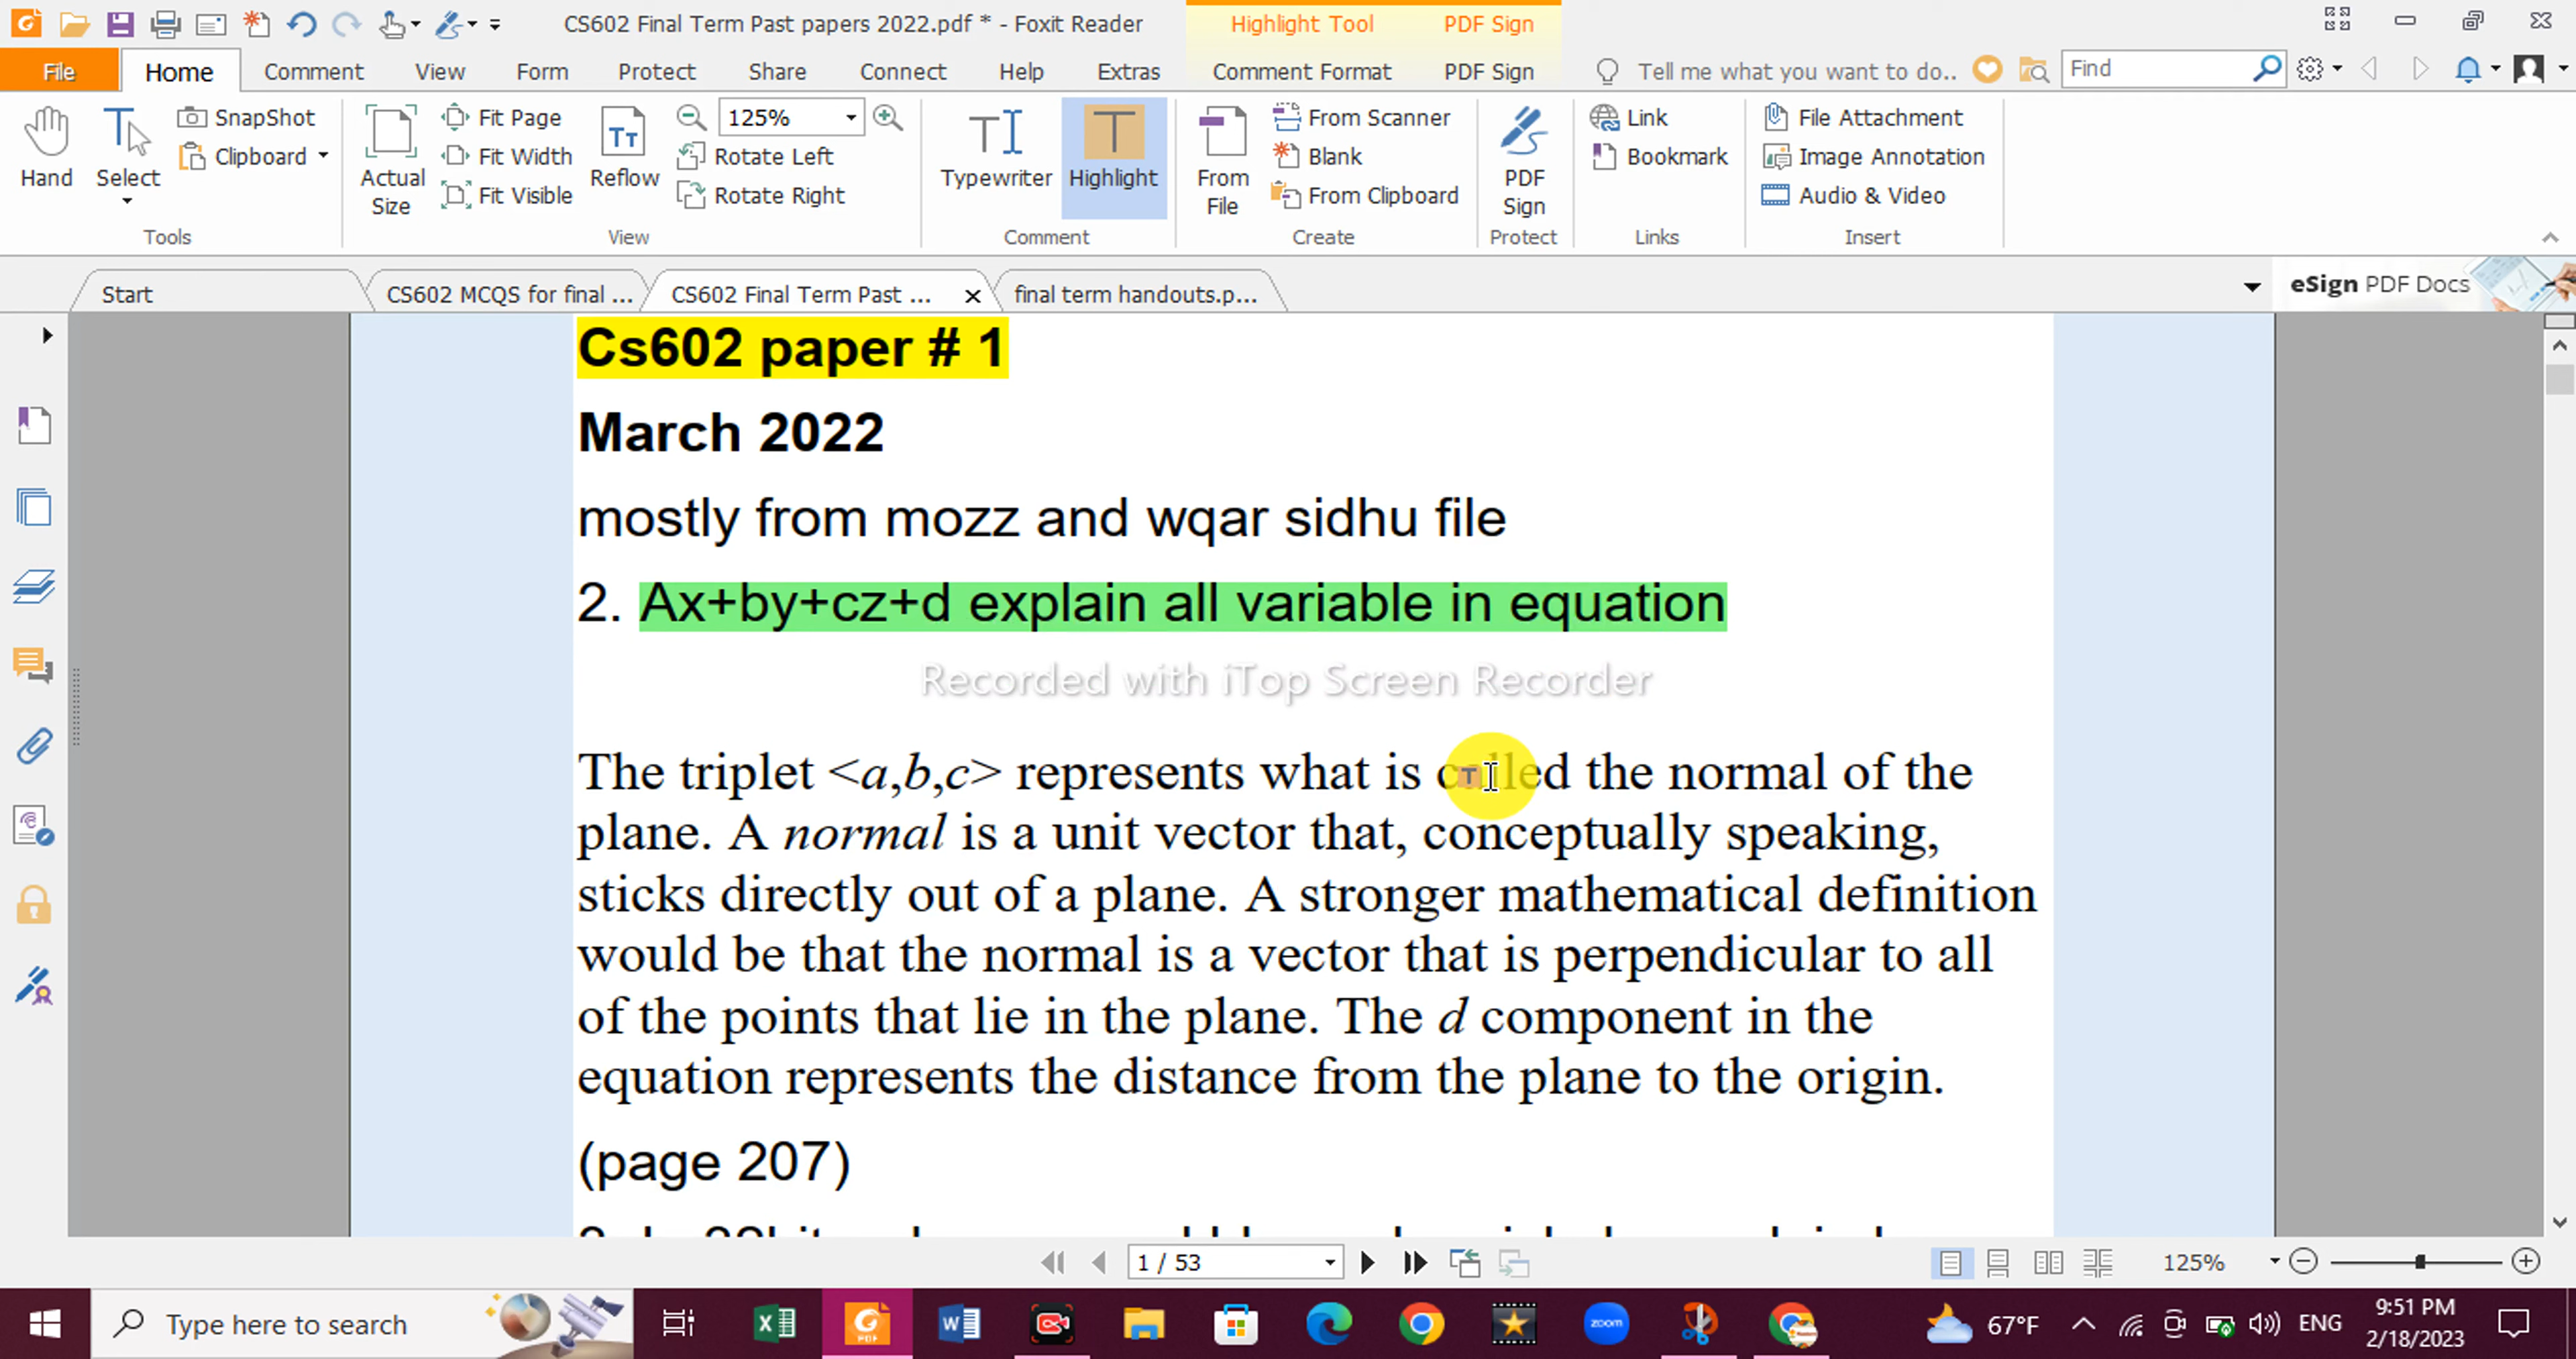 CS602 Final Term Past papers 2022.pdf * - Foxit Reader
Highlight Tool
PDF Sign
File
Home
Comment
View
Form
Protect
Share
Connect
Help
Extras
Comment Format
PDF Sign
Tell me what you want to do..
Find
Hand
Select
SnapShot
Clipboard
Tools
Actual
Size
Fit Page
Fit Width
Fit Visible
Reflow
125%
Rotate Left
Rotate Right
View
Typewriter
Highlight
Comment
From
File
From Scanner
Blank
From Clipboard
Create
PDF
Sign
Protect
Link
Bookmark
Links
File Attachment
Image Annotation
Audio & Video
Insert
Start
CS602 MCQS for final ...
CS602 Final Term Past ...
final term handouts.p...
eSign PDF Docs
Cs602 paper # 1
March 2022
mostly from mozz and wqar sidhu file
2. Ax+by+cz+d explain all variable in equation
Recorded with iTop Screen Recorder
The triplet <a,b,c> represents what is called the normal of the
plane. A normal is a unit vector that, conceptually speaking,
sticks directly out of a plane. A stronger mathematical definition
would be that the normal is a vector that is perpendicular to all
of the points that lie in the plane. The d component in the
equation represents the distance from the plane to the origin.
(page 207)
1 / 53
125%
Type here to search
zoom
67°F
ENG
9:51 PM
2/18/2023